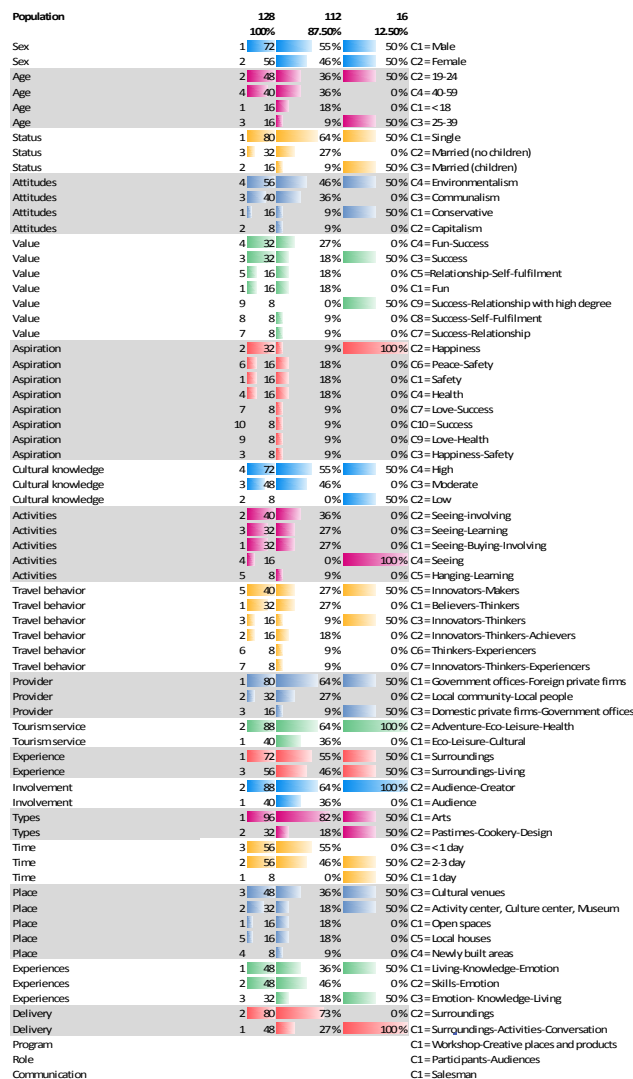 Population 128 112 16
100% 87.50% 12.50%
Sex 1 72 55% 50% C1=Male
Sex 2 56 46% 50% C2=Female
Age 2 48 36% 50% C2=19-24
Age 4 40 36% 0% C4=40-59
Age 1 16 18% 0% C1=<18
Age 3 16 9% 50% C3=25-39
Status 1 80 64% 50% C1=Single
Status 3 32 27% 0% C2=Married (no children)
Status 2 16 9% 50% C3=Married (children)
Attitudes 4 56 46% 50% C4=Environmentalism
Attitudes 3 40 36% 0% C3=Communalism
Attitudes 1 16 9% 50% C1=Conservative
Attitudes 2 8 9% 0% C2=Capitalism
Value 4 32 27% 0% C4=Fun-Success
Value 3 32 18% 50% C3=Success
Value 5 16 18% 0% C5=Relationship-Self-fulfilment
Value 1 16 18% 0% C1=Fun
Value 9 8 0% 50% C9=Success-Relationship with high degree
Value 8 8 9% 0% C8=Success-Self-Fulfilment
Value 7 8 9% 0% C7=Success-Relationship
Aspiration 2 32 9% 100% C2=Happiness
Aspiration 6 16 18% 0% C6=Peace-Safety
Aspiration 1 16 18% 0% C1=Safety
Aspiration 4 16 18% 0% C4=Health
Aspiration 7 8 9% 0% C7=Love-Success
Aspiration 10 8 9% 0% C10=Success
Aspiration 9 8 9% 0% C9=Love-Health
Aspiration 3 8 9% 0% C3=Happiness-Safety
Cultural knowledge 4 72 55% 50% C4=High
Cultural knowledge 3 48 46% 0% C3=Moderate
Cultural knowledge 2 8 0% 50% C2=Low
Activities 2 40 36% 0% C2=Seeing-involving
Activities 3 32 27% 0% C3=Seeing-Learning
Activities 1 32 27% 0% C1=Seeing-Buying-Involving
Activities 4 16 0% 100% C4=Seeing
Activities 5 8 9% 0% C5=Hanging-Learning
Travel behavior 5 40 27% 50% C5=Innovators-Makers
Travel behavior 1 32 27% 0% C1=Believers-Thinkers
Travel behavior 3 16 9% 50% C3=Innovators-Thinkers
Travel behavior 2 16 18% 0% C2=Innovators-Thinkers-Achievers
Travel behavior 6 8 9% 0% C6=Thinkers-Experiencers
Travel behavior 7 8 9% 0% C7=Innovators-Thinkers-Experiencers
Provider 1 80 64% 50% C1=Government offices-Foreign private firms
Provider 2 32 27% 0% C2=Local community-Local people
Provider 3 16 9% 50% C3=Domestic private firms-Government offices
Tourism service 2 88 64% 100% C2=Adventure-Eco-Leisure-Health
Tourism service 1 40 36% 0% C1=Eco-Leisure-Cultural
Experience 1 72 55% 50% C1=Surroundings
Experience 3 56 46% 50% C3=Surroundings-Living
Involvement 2 88 64% 100% C2=Audience-Creator
Involvement 1 40 36% 0% C1=Audience
Types 1 96 82% 50% C1=Arts
Types 2 32 18% 50% C2=Pastimes-Cookery-Design
Time 3 56 55% 0% C3=<1 day
Time 2 56 46% 50% C2=2-3 day
Time 1 8 0% 50% C1=1 day
Place 3 48 36% 50% C3=Cultural venues
Place 2 32 18% 50% C2=Activity center, Culture center, Museum
Place 1 16 18% 0% C1=Open spaces
Place 5 16 18% 0% C5=Local houses
Place 4 8 9% 0% C4=Newly built areas
Experiences 1 48 36% 50% C1=Living-Knowledge-Emotion
Experiences 2 48 46% 0% C2=Skills-Emotion
Experiences 3 32 18% 50% C3=Emotion- Knowledge-Living
Delivery 2 80 73% 0% C2=Surroundings
Delivery 1 48 27% 100% C1=Surroundings-Activities-Conversation
Program C1=Workshop-Creative places and products
Role C1=Participants-Audiences
Communication C1=Salesman